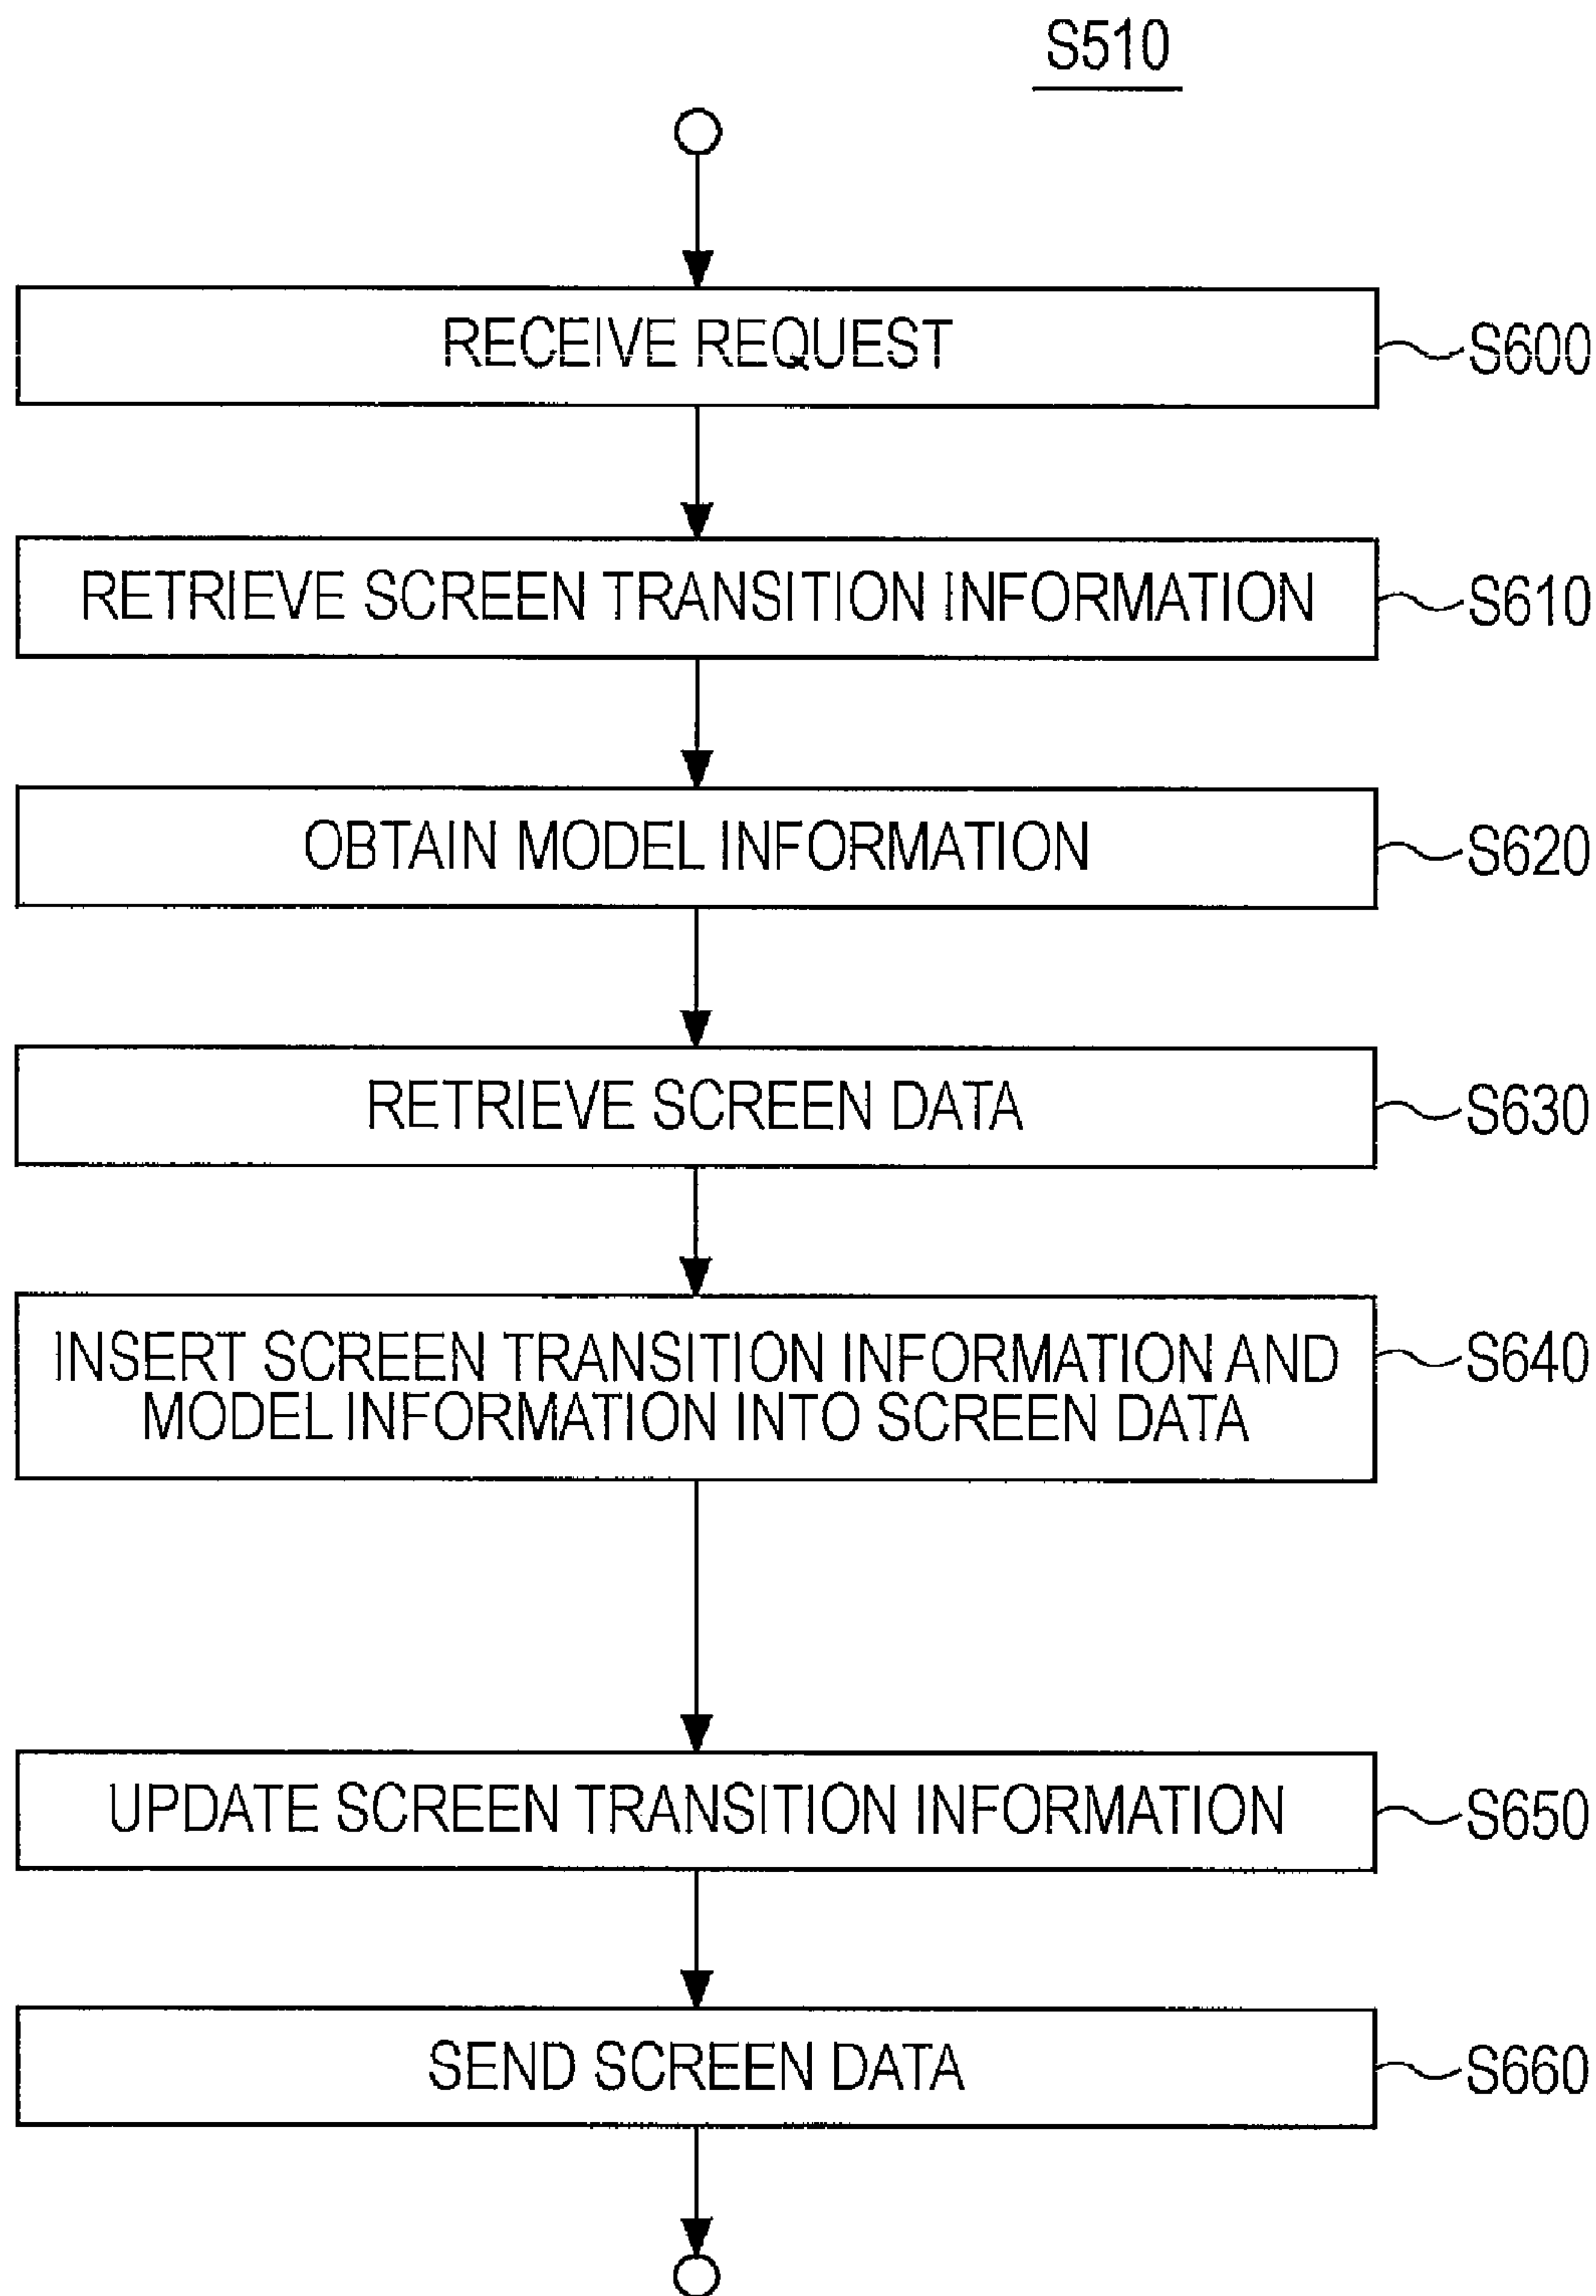 S510
RECEIVE REQUEST
S600
RETRIEVE SCREEN TRANSITION INFORMATION
S610
OBTAIN MODEL INFORMATION
S620
RETRIEVE SCREEN DATA
S630
INSERT SCREEN TRANSITION INFORMATION AND
MODEL INFORMATION INTO SCREEN DATA
S640
UPDATE SCREEN TRANSITION INFORMATION
S650
SEND SCREEN DATA
S660